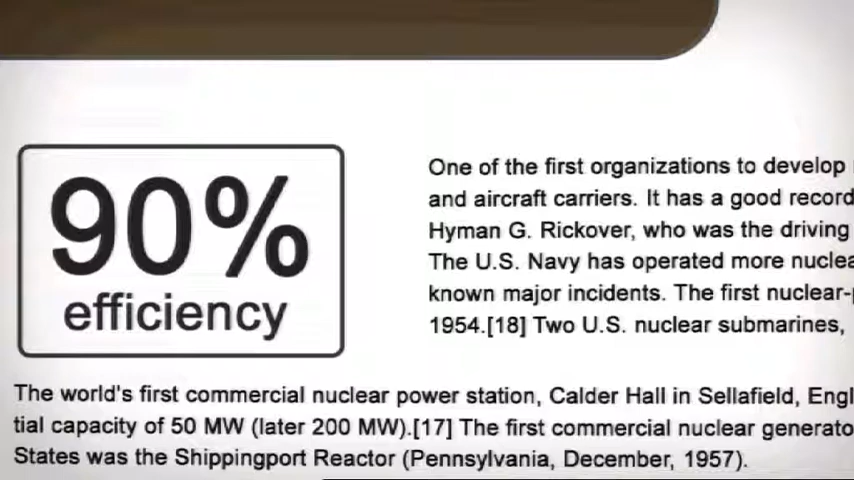 90%
efficiency
One of the first organizations to develop
and aircraft carriers. It has a good record
Hyman G. Rickover, who was the driving
The U.S. Navy has operated more nuclea
known major incidents. The first nuclear-
1954.[18] Two U.S. nuclear submarines,
The world's first commercial nuclear power station, Calder Hall in Sellafield, Engl
tial capacity of 50 MW (later 200 MW).[17] The first commercial nuclear generato
States was the Shippingport Reactor (Pennsylvania, December, 1957).